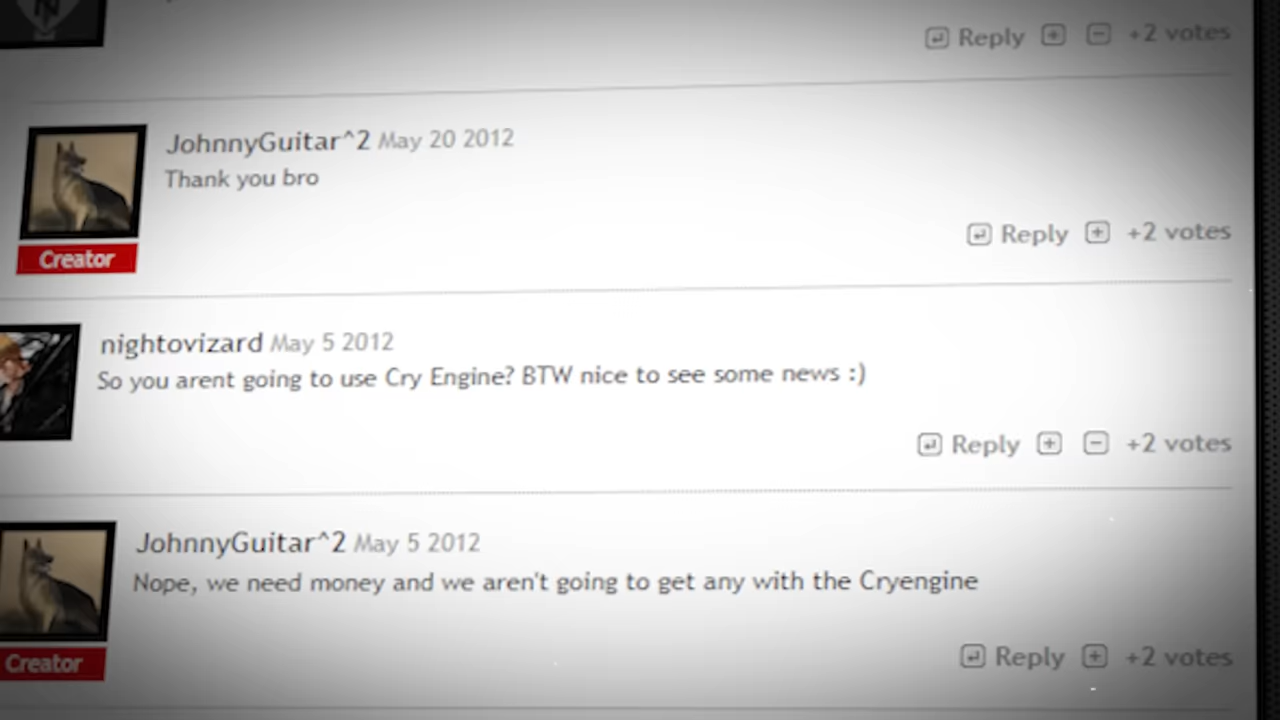 Reply +2 votes
JohnnyGuitar^2 May 20 2012
Thank you bro
Creator
Reply +2 votes
nightovizard May 5 2012
So you arent going to use Cry Engine? BTW nice to see some news :)
Reply +2 votes
JohnnyGuitar^2 May 5 2012
Nope, we need money and we aren't going to get any with the Cryengine
Creator
Reply +2 votes